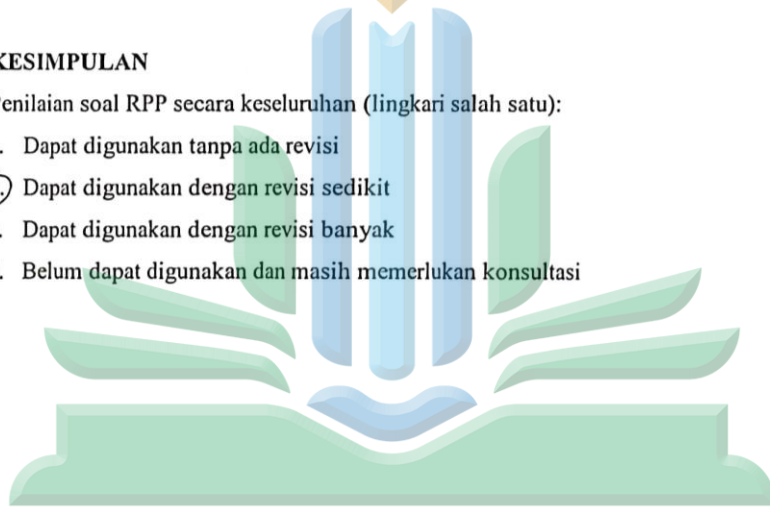 KESIMPULAN
Penilaian soal RPP secara keseluruhan (lingkari salah satu):
. Dapat digunakan tanpa ada revisi
.) Dapat digunakan dengan revisi sedikit
. Dapat digunakan dengan revisi banyak
. Belum dapat digunakan dan masih memerlukan konsultasi